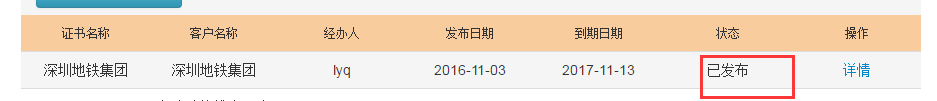 证书名称 客户名称 经办人 发布日期 到期日期 状态 操作
深圳地铁集团 深圳地铁集团 lyq 2016-11-03 2017-11-13 已发布 详情